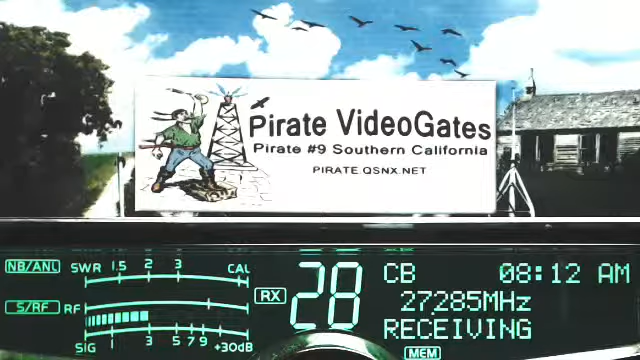 Pirate VideoGates
Pirate #9 Southern California
PIRATE.QSNX.NET
NB/ANL SWR 1.5 2 3 CAL
CB 08:12 AM
S/RF RF
RX 28
27285MHz
SIG 3 5 7 9 +30dB
RECEIVING
MEM